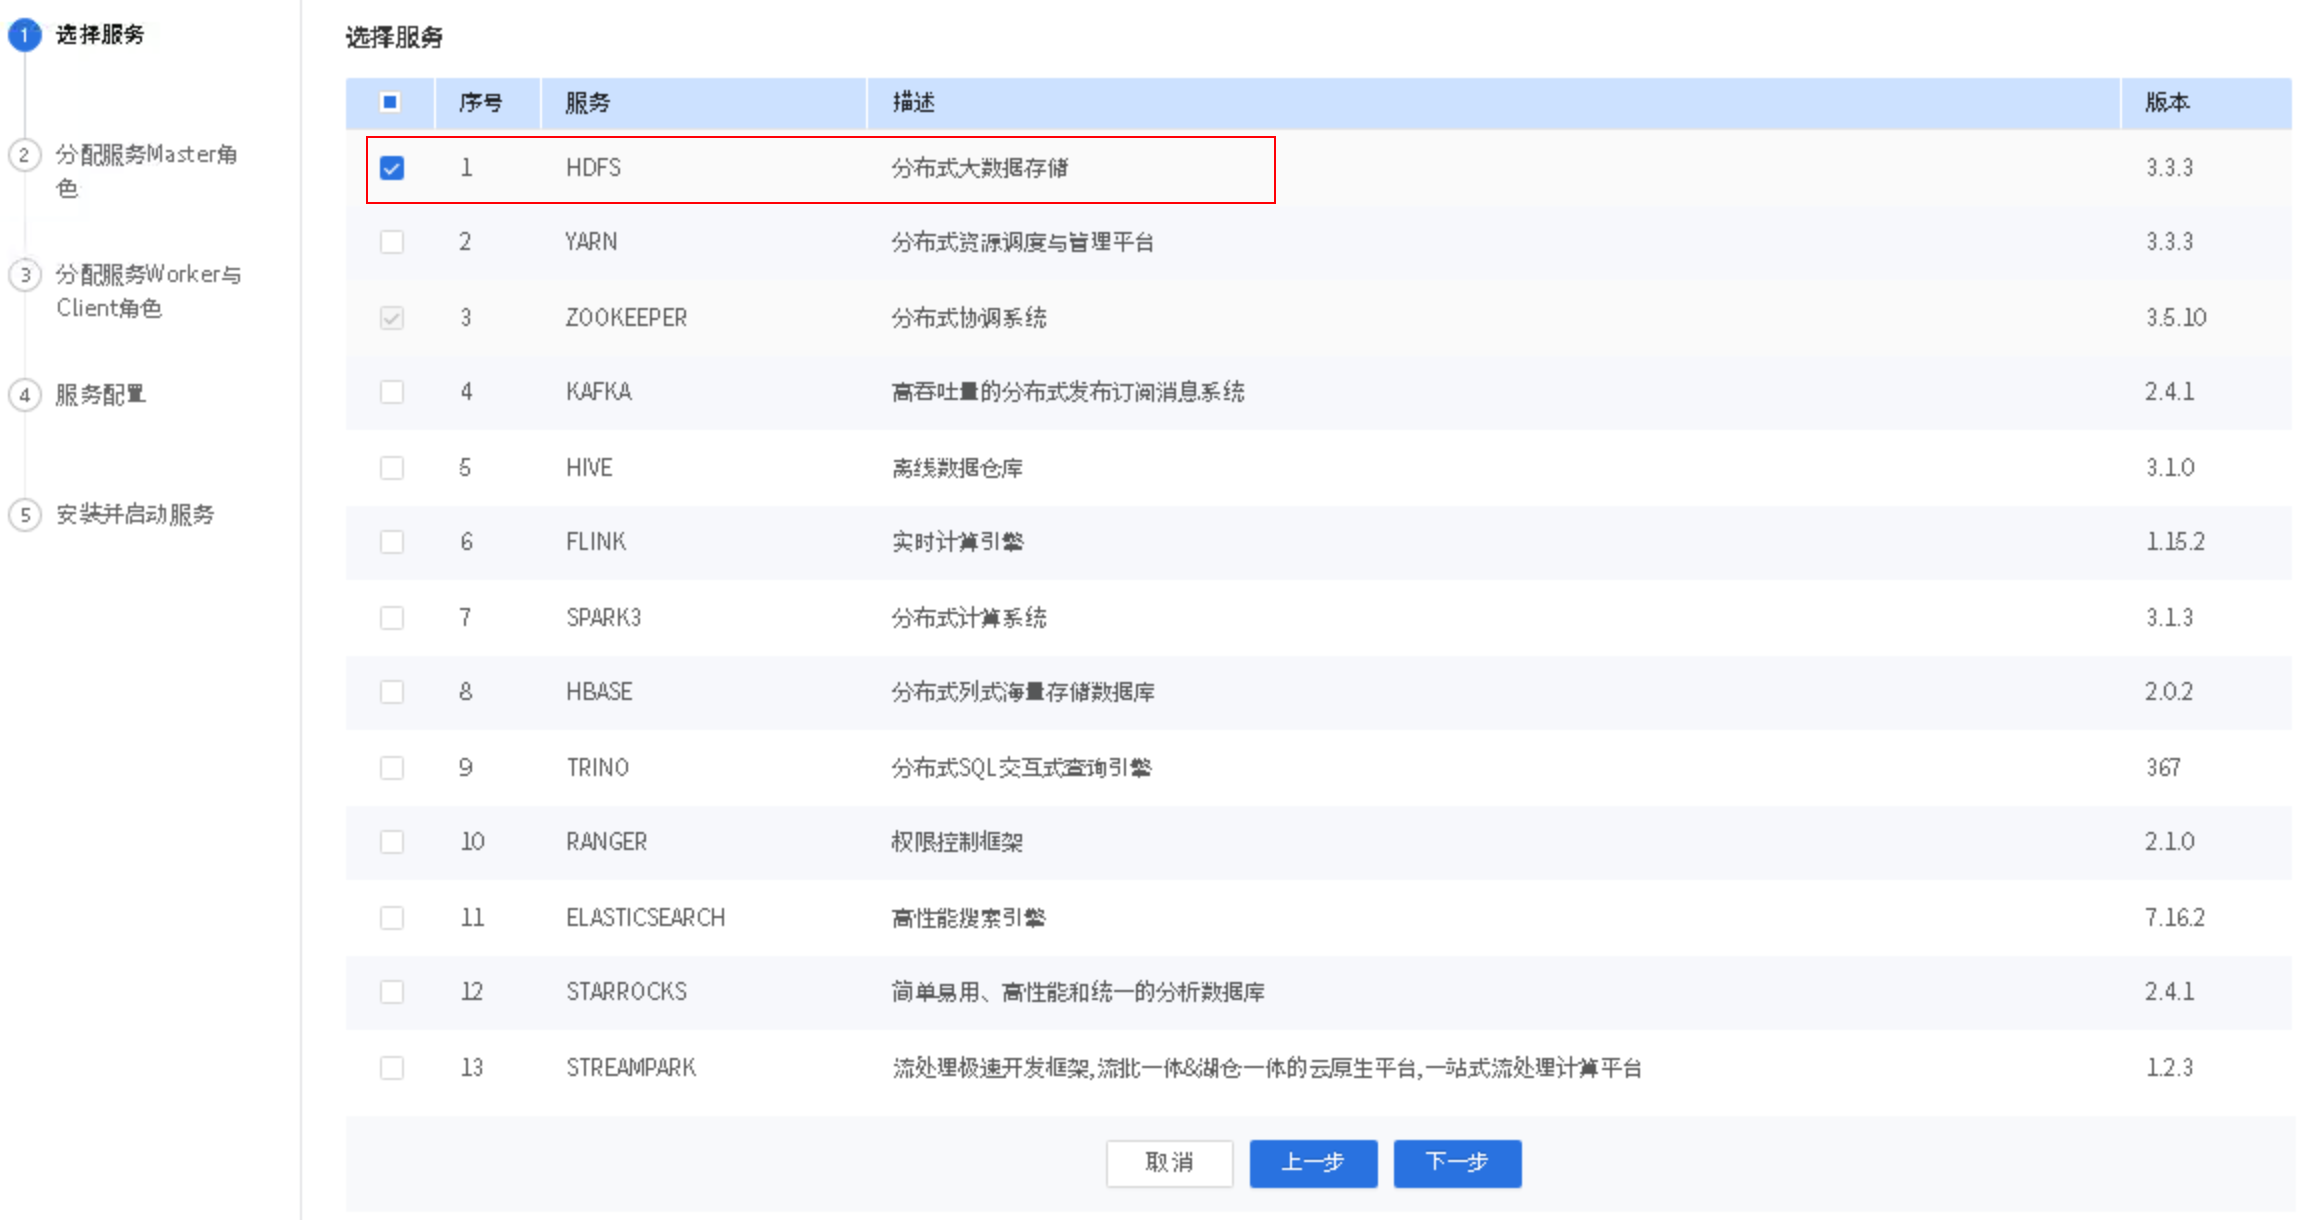 1 选择服务
2 分配服务Master角
色
3 分配服务Worker与
Client角色
4 服务配置
5 安装并启动服务
选择服务
序号 服务 描述 版本
1 HDFS 分布式大数据存储 3.3.3
2 YARN 分布式资源调度与管理平台 3.3.3
3 ZOOKEEPER 分布式协调系统 3.5.10
4 KAFKA 高吞吐量的分布式发布订阅消息系统 2.4.1
5 HIVE 离线数据仓库 3.1.0
6 FLINK 实时计算引擎 1.15.2
7 SPARK3 分布式计算系统 3.1.3
8 HBASE 分布式列式海量存储数据库 2.0.2
9 TRINO 分布式SQL交互式查询引擎 367
10 RANGER 权限控制框架 2.1.0
11 ELASTICSEARCH 高性能搜索引擎 7.16.2
12 STARROCKS 简单易用、高性能和统一的分析数据库 2.4.1
13 STREAMPARK 流处理极速开发框架,流批一体&湖仓一体的云原生平台,一站式流处理计算平台 1.2.3
取消 上一步 下一步